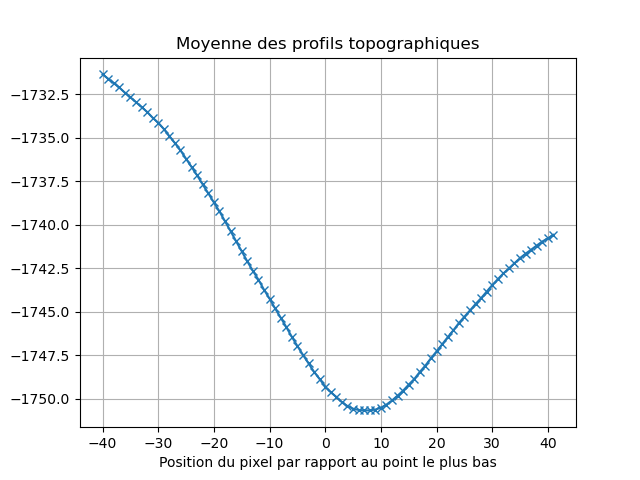 Moyenne des profils topographiques
−1732.5
−1735.0
−1737.5
−1740.0
−1742.5
−1745.0
−1747.5
−1750.0
−40 −30 −20 −10 0 10 20 30 40
Position du pixel par rapport au point le plus bas